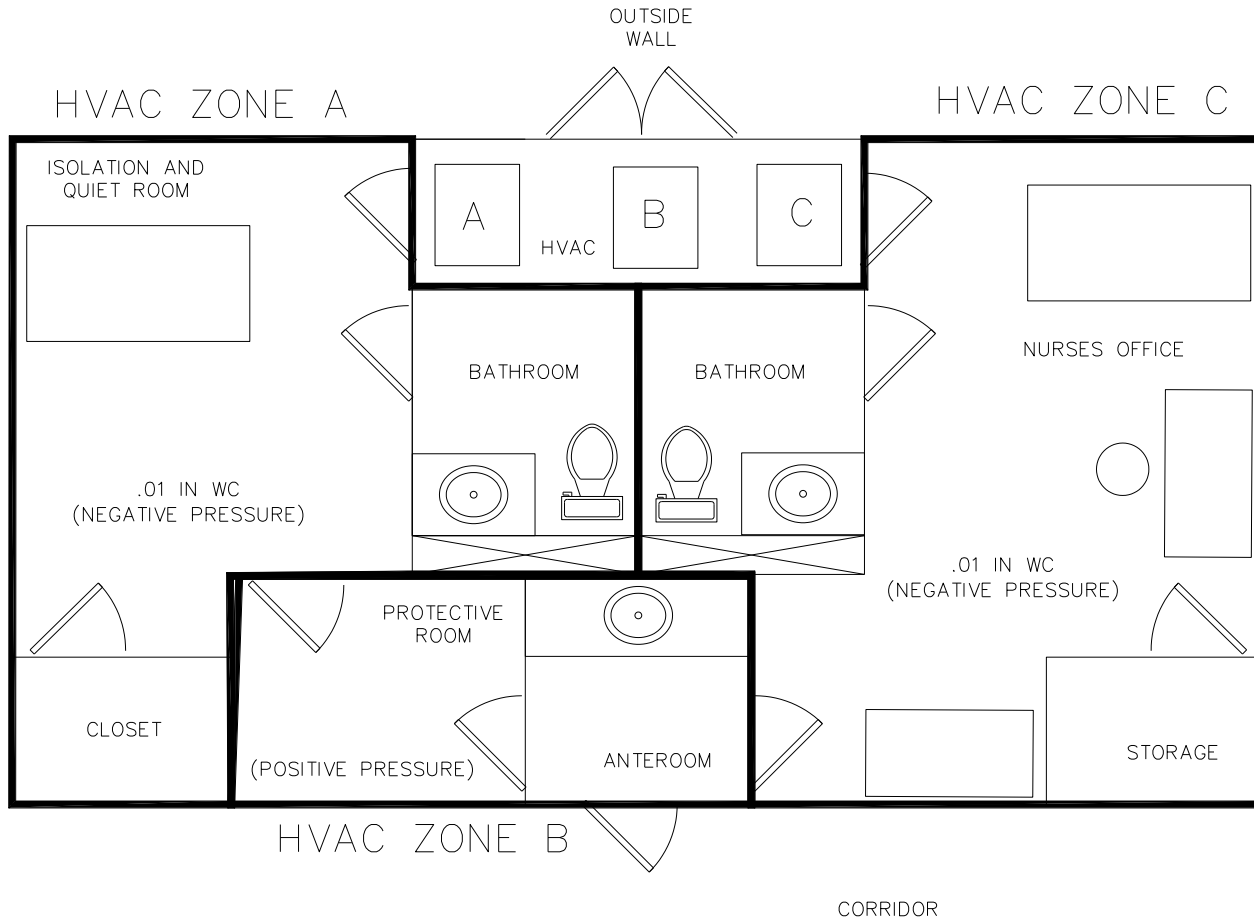 OUTSIDE
WALL
HVAC ZONE A
HVAC ZONE C
ISOLATION AND
QUIET ROOM
A
B
C
HVAC
NURSES OFFICE
BATHROOM
BATHROOM
.01 IN WC
(NEGATIVE PRESSURE)
.01 IN WC
(NEGATIVE PRESSURE)
PROTECTIVE
ROOM
CLOSET
(POSITIVE PRESSURE)
ANTEROOM
STORAGE
HVAC ZONE B
CORRIDOR